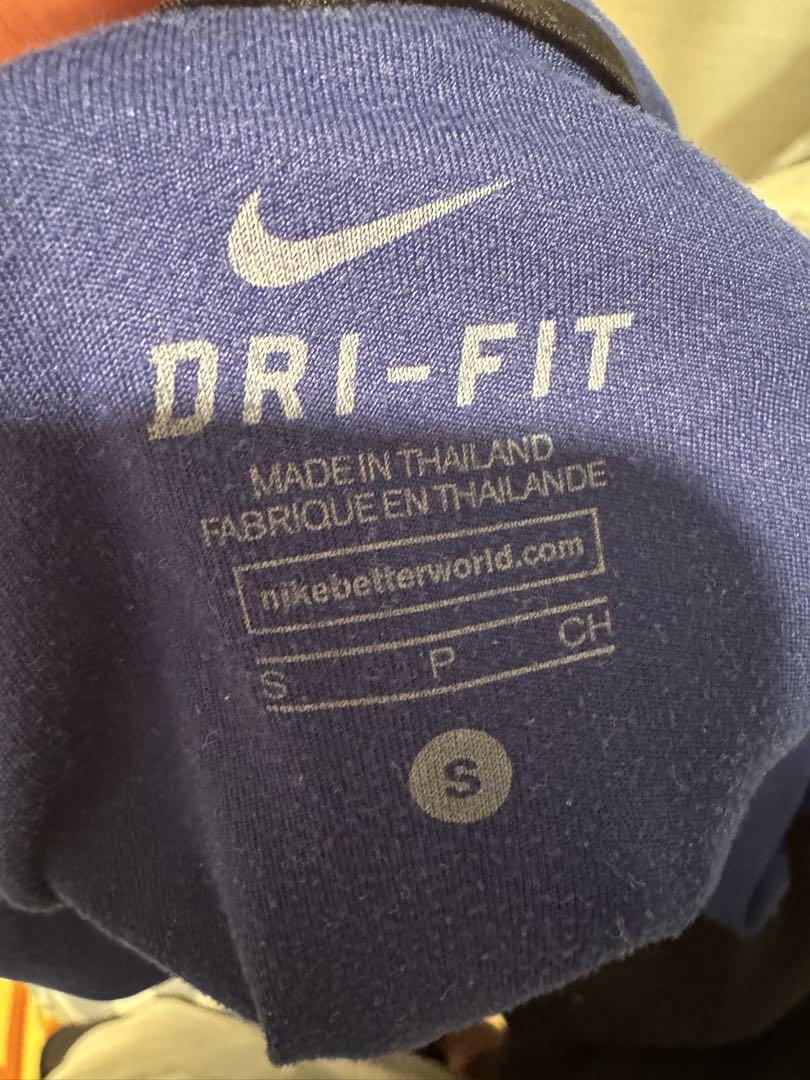 DRI-FIT
MADE IN THAILAND
FABRIQUE EN THAILANDE
nikebetterworld.com
S P CH
S